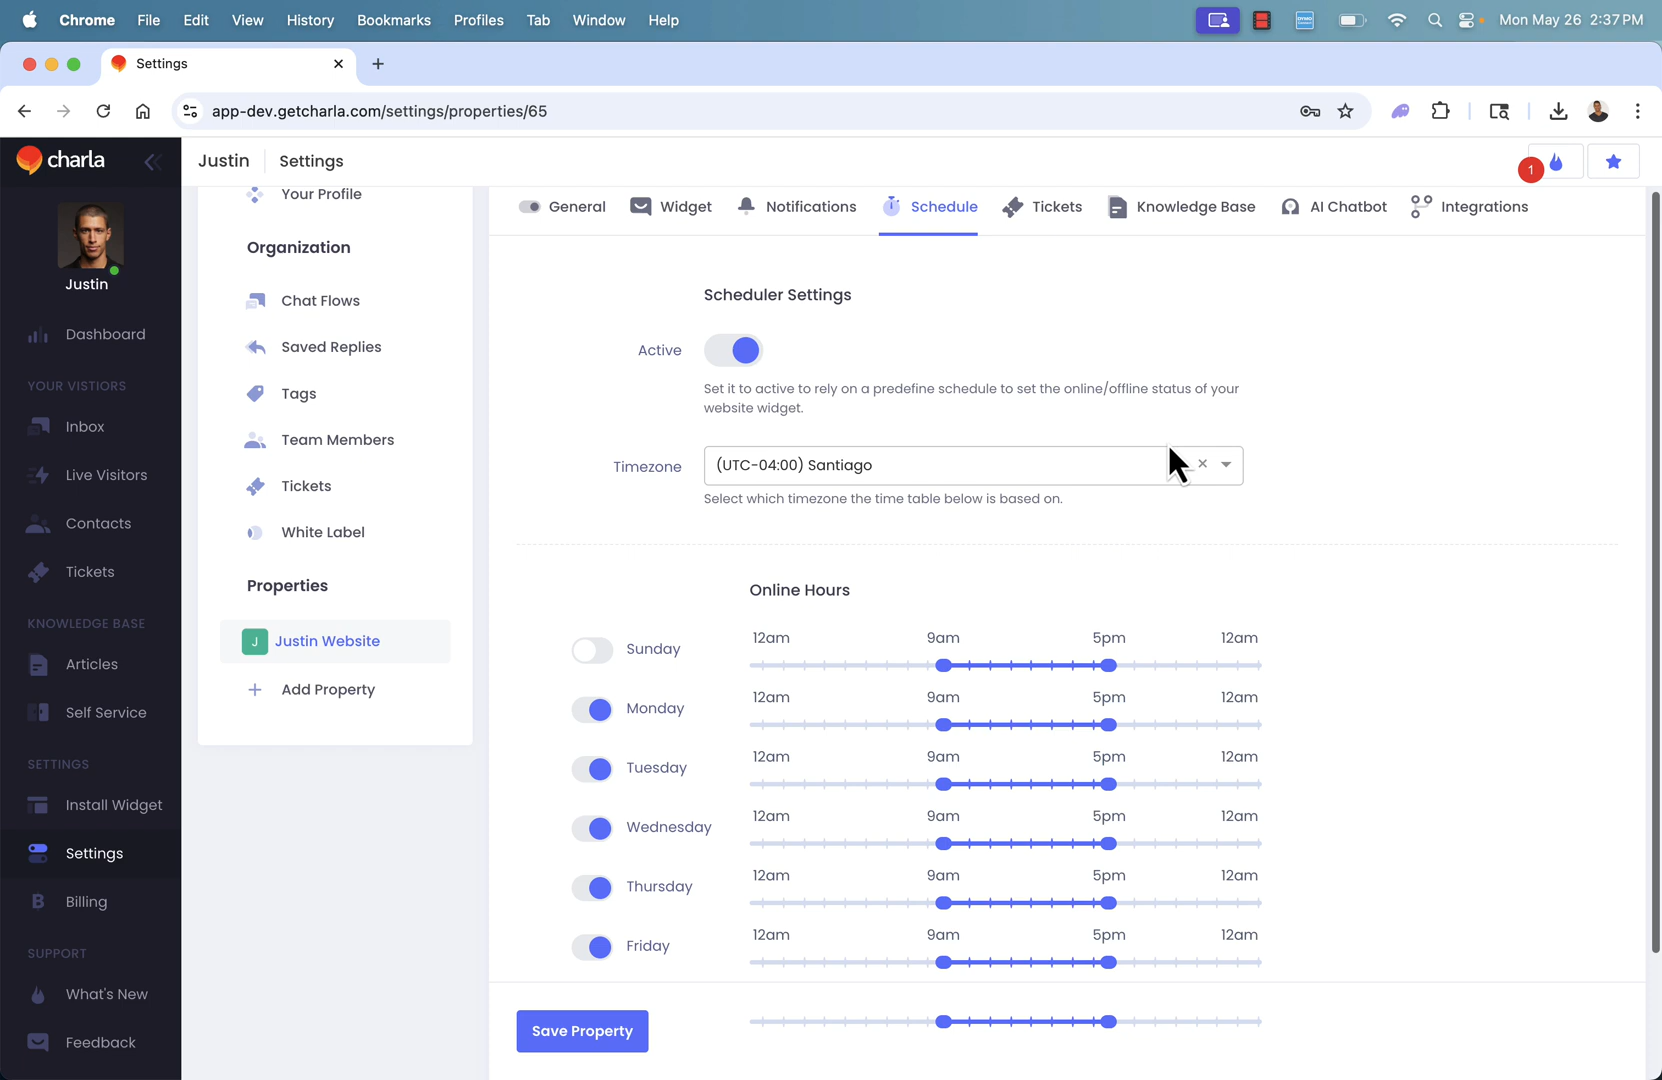 Chrome File Edit View History Bookmarks Profiles Tab Window Help Mon May 26 2:37 PM
Settings
app-dev.getcharla.com/settings/properties/65
charla
Justin Settings
1
Justin
Dashboard
YOUR VISTIORS
Inbox
Live Visitors
Contacts
Tickets
KNOWLEDGE BASE
Articles
Self Service
SETTINGS
Install Widget
Settings
Billing
SUPPORT
What's New
Feedback
Your Profile
Organization
Chat Flows
Saved Replies
Tags
Team Members
Tickets
White Label
Properties
J Justin Website
Add Property
General Widget Notifications Schedule Tickets Knowledge Base AI Chatbot Integrations
Scheduler Settings
Active
Set it to active to rely on a predefine schedule to set the online/offline status of your
website widget.
Timezone (UTC-04:00) Santiago
Select which timezone the time table below is based on.
Online Hours
12am 9am 5pm 12am
Sunday
12am 9am 5pm 12am
Monday
12am 9am 5pm 12am
Tuesday
12am 9am 5pm 12am
Wednesday
12am 9am 5pm 12am
Thursday
12am 9am 5pm 12am
Friday
Save Property